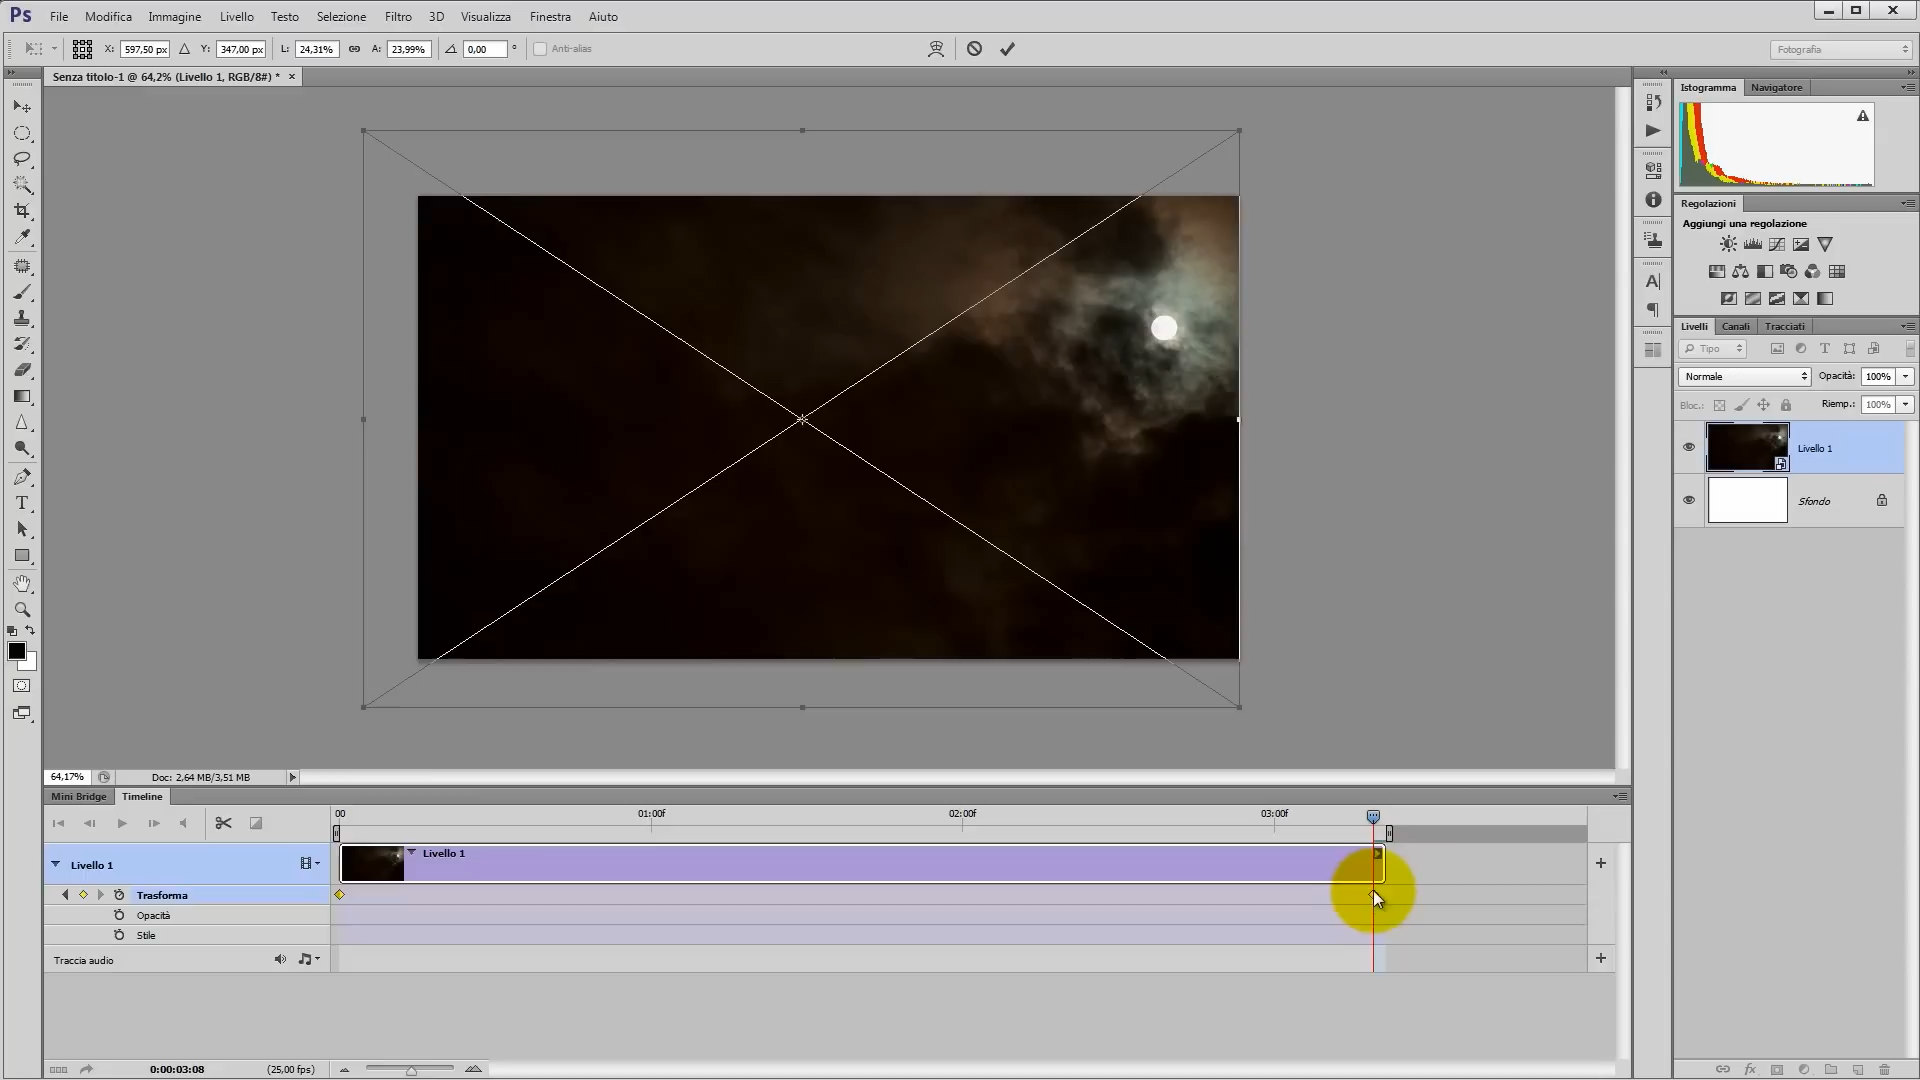 Ps File Modifica Immagine Livello Testo Selezione Filtro 3D Visualizza Finestra Aiuto
X: 597,50 px Y: 347,00 px L: 24,31% A: 23,99% 0,00 ° Anti-alias Fotografia
Senza titolo-1 @ 64,2% (Livello 1, RGB/8#) * ×
Istogramma Navigatore
Regolazioni
Aggiungi una regolazione
Livelli Canali Tracciati
Tipo
Normale Opacità: 100%
Bloc.: Riemp.: 100%
Livello 1
Sfondo
64,17% Doc: 2,64 MB/3,51 MB
Mini Bridge Timeline
00 01:00f 02:00f 03:00f
Livello 1 Livello 1
Trasforma
Opacità
Stile
Traccia audio
0:00:03:08 (25,00 fps)